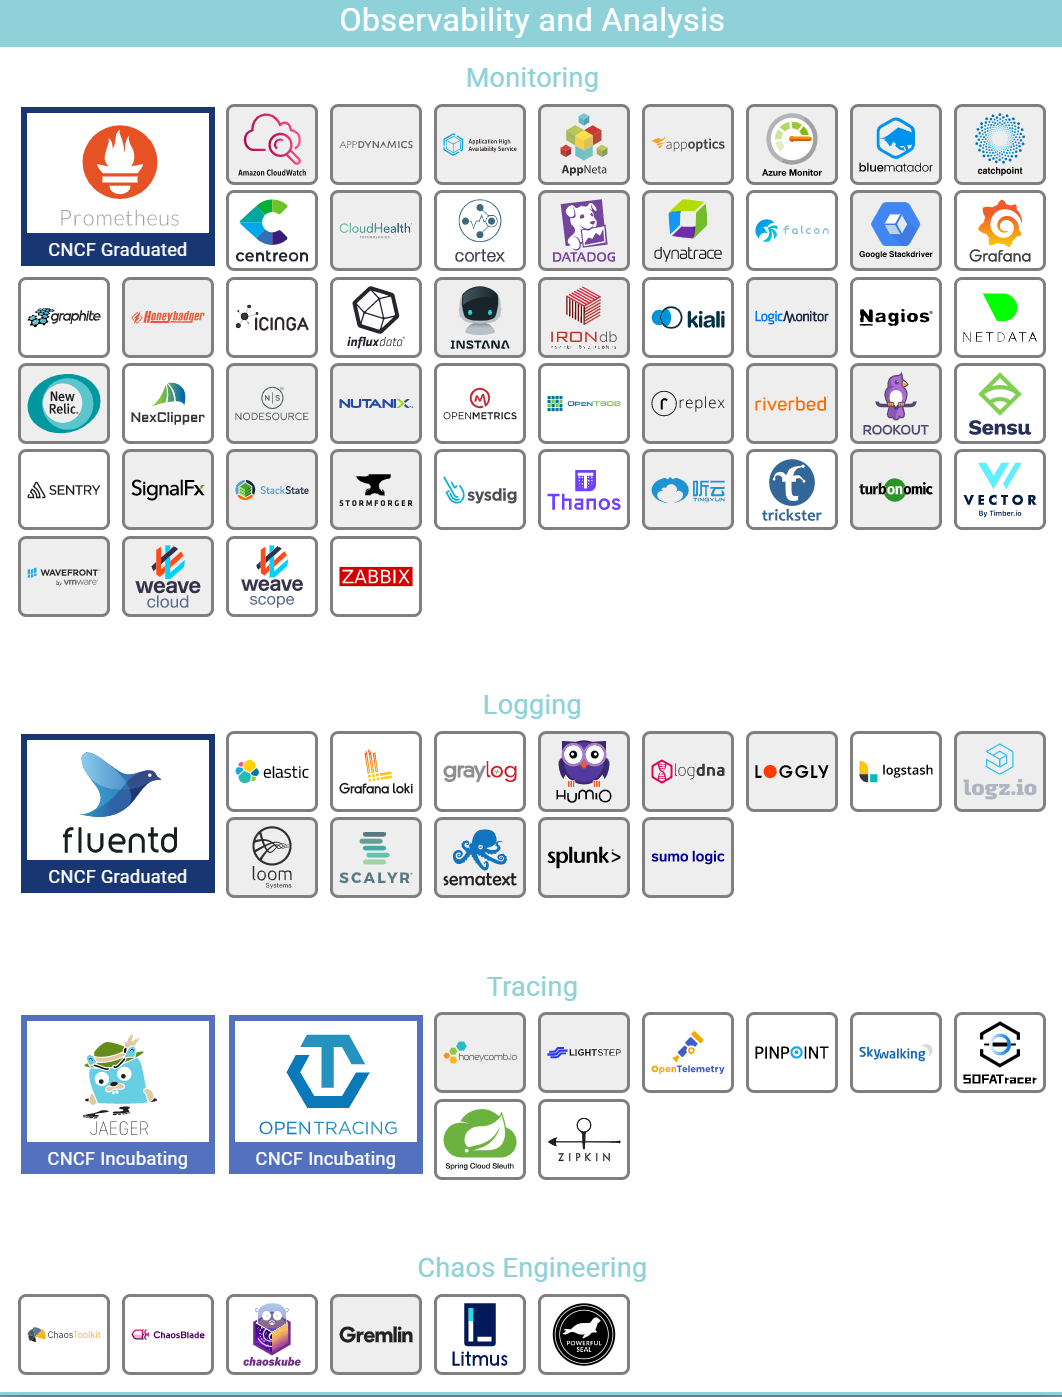 Observability and Analysis
Monitoring
Prometheus
CNCF Graduated
Amazon CloudWatch
APPDYNAMICS
Application High
Availability Service
AppNeta
appoptics
Azure Monitor
bluematador
catchpoint
centreon
CloudHealth
TECHNOLOGIES
cortex
DATADOG
dynatrace
falcon
Google Stackdriver
Grafana
graphite
Honeybadger
ICINGA
influxdata
INSTANA
IRONdb
kiali
LogicMonitor
Nagios
NETDATA
New
Relic.
NexClipper
NODESOURCE
NUTANIX
OPENMETRICS
OPENTSDB
replex
riverbed
ROOKOUT
Sensu
SENTRY
SignalFx
StackState
STORMFORGER
sysdig
Thanos
听云
TINGYUN
trickster
turbonomic
VECTOR
By Timber.io
WAVEFRONT
by vmware
weave
cloud
weave
scope
ZABBIX
Logging
fluentd
CNCF Graduated
elastic
Grafana loki
graylog
HUMIO
logdna
LOGGLY
logstash
logz.io
loom
Systems
SCALYR
sematext
splunk>
sumo logic
Tracing
JAEGER
CNCF Incubating
OPENTRACING
CNCF Incubating
honeycomb.io
LIGHTSTEP
OpenTelemetry
PINPOINT
Skywalking
SOFATracer
Spring Cloud Sleuth
ZIPKIN
Chaos Engineering
ChaosToolkit
ChaosBlade
chaoskube
Gremlin
Litmus
POWERFUL
SEAL